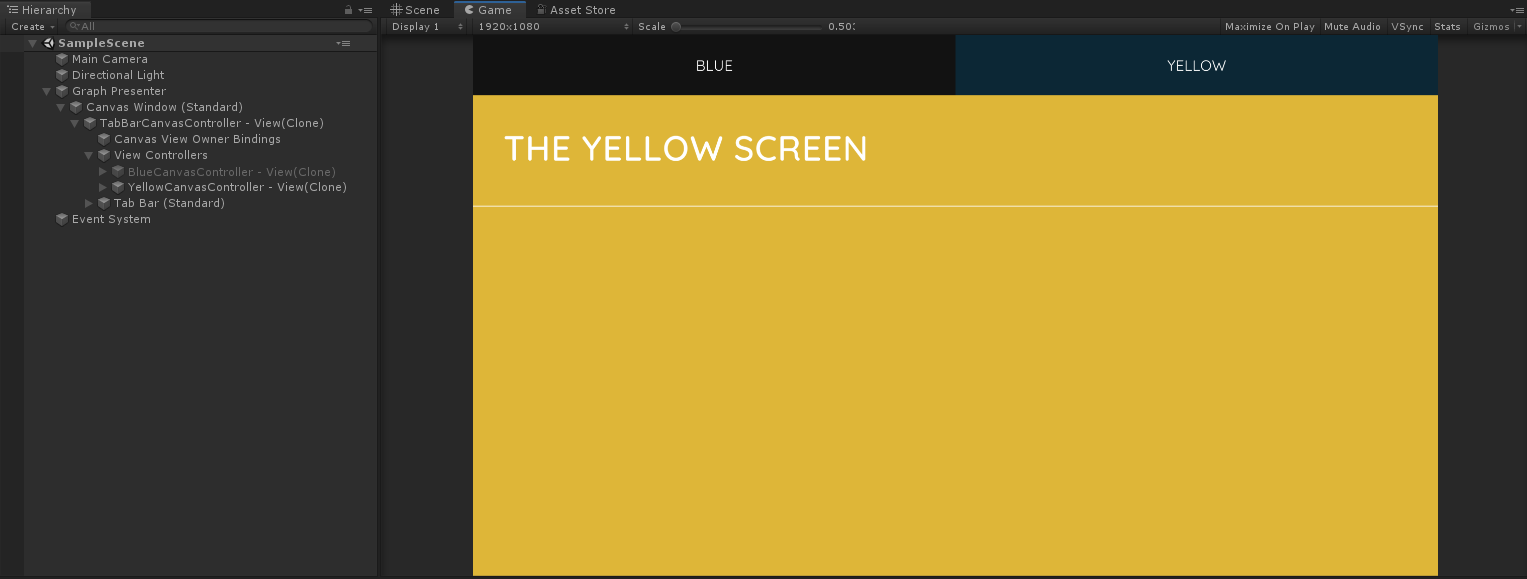 Hierarchy
Create
All
SampleScene
Main Camera
Directional Light
Graph Presenter
Canvas Window (Standard)
TabBarCanvasController - View(Clone)
Canvas View Owner Bindings
View Controllers
BlueCanvasController - View(Clone)
YellowCanvasController - View(Clone)
Tab Bar (Standard)
Event System
Scene Game Asset Store
Display 1 1920x1080 Scale Maximize On Play Mute Audio VSync Stats Gizmos
BLUE YELLOW
THE YELLOW SCREEN